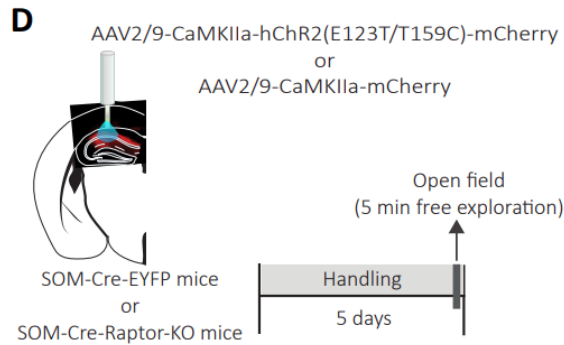 D
AAV2/9-CaMKIIa-hChR2(E123T/T159C)-mCherry
or
AAV2/9-CaMKIIa-mCherry
Open field
(5 min free exploration)
SOM-Cre-EYFP mice
or
SOM-Cre-Raptor-KO mice
Handling
5 days